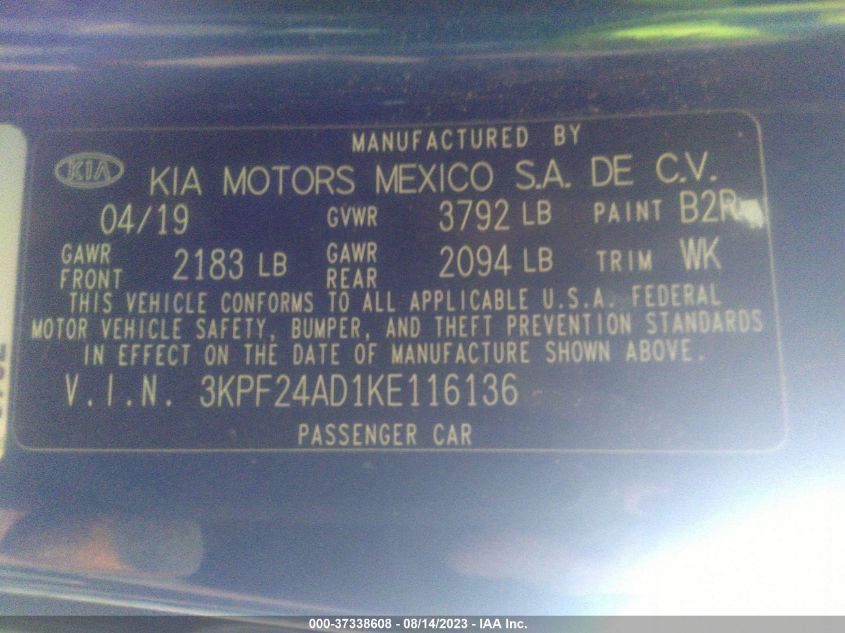 MANUFACTURED BY
KIA KIA MOTORS MEXICO S.A. DE C.V.
04/19 GVWR 3792 LB PAINT B2R
GAWR FRONT 2183 LB GAWR REAR 2094 LB TRIM WK
THIS VEHICLE CONFORMS TO ALL APPLICABLE U.S.A. FEDERAL
MOTOR VEHICLE SAFETY, BUMPER, AND THEFT PREVENTION STANDARDS
IN EFFECT ON THE DATE OF MANUFACTURE SHOWN ABOVE.
V.I.N. 3KPF24AD1KE116136
PASSENGER CAR
000-37338608 - 08/14/2023 - IAA Inc.